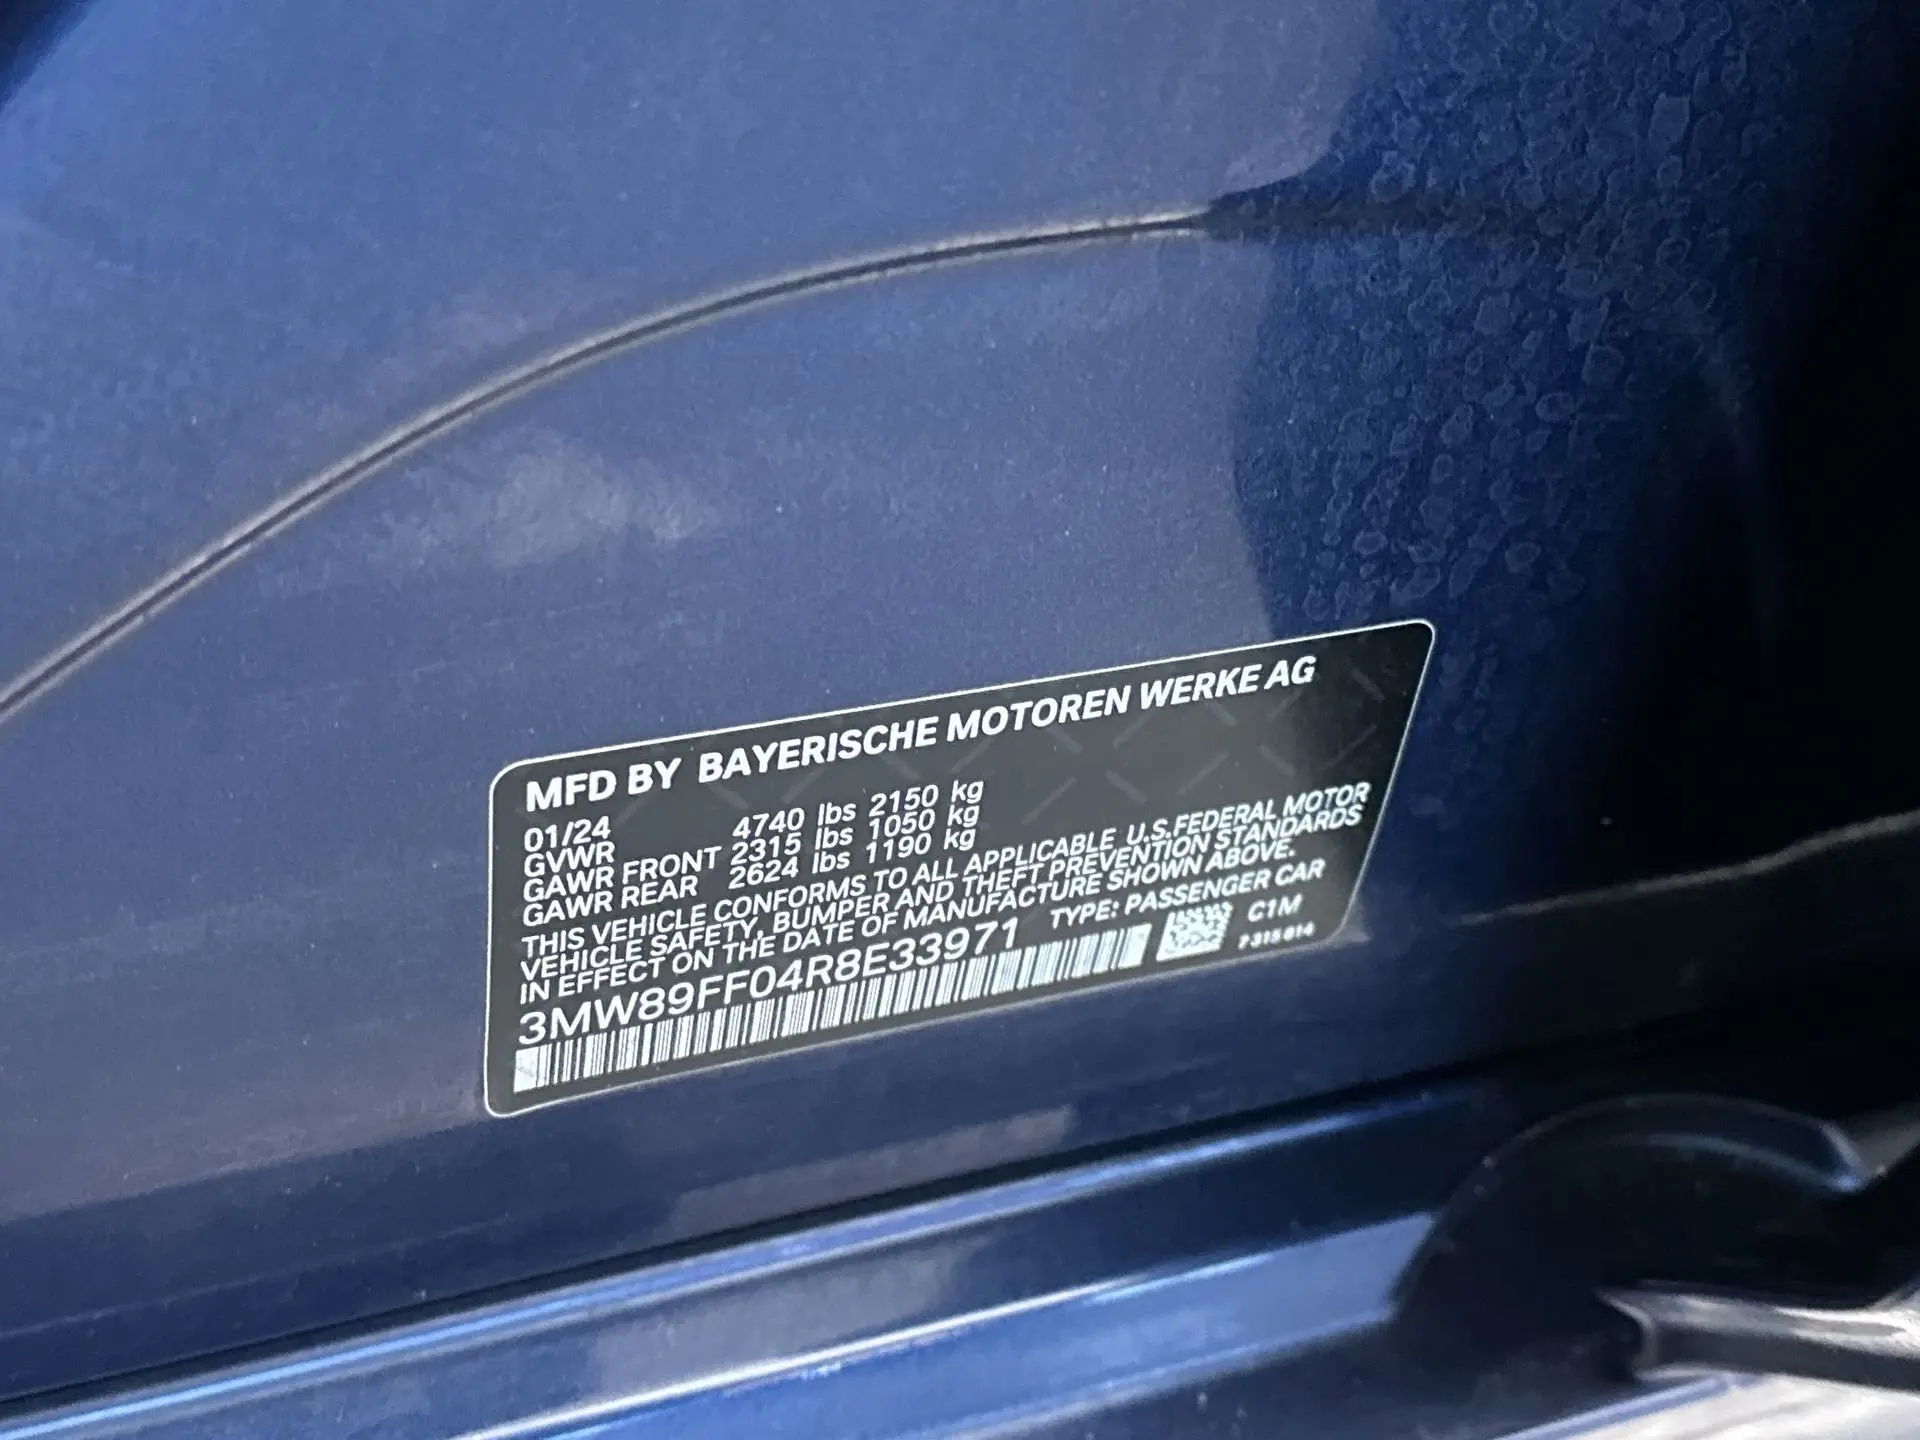 MFD BY BAYERISCHE MOTOREN WERKE AG
01/24
GVWR 4740 lbs 2150 kg
GAWR FRONT 2315 lbs 1050 kg
GAWR REAR 2624 lbs 1190 kg
THIS VEHICLE CONFORMS TO ALL APPLICABLE U.S.FEDERAL MOTOR
VEHICLE SAFETY, BUMPER AND THEFT PREVENTION STANDARDS
IN EFFECT ON THE DATE OF MANUFACTURE SHOWN ABOVE.
3MW89FF04R8E33971 TYPE: PASSENGER CAR
C1M
7315814